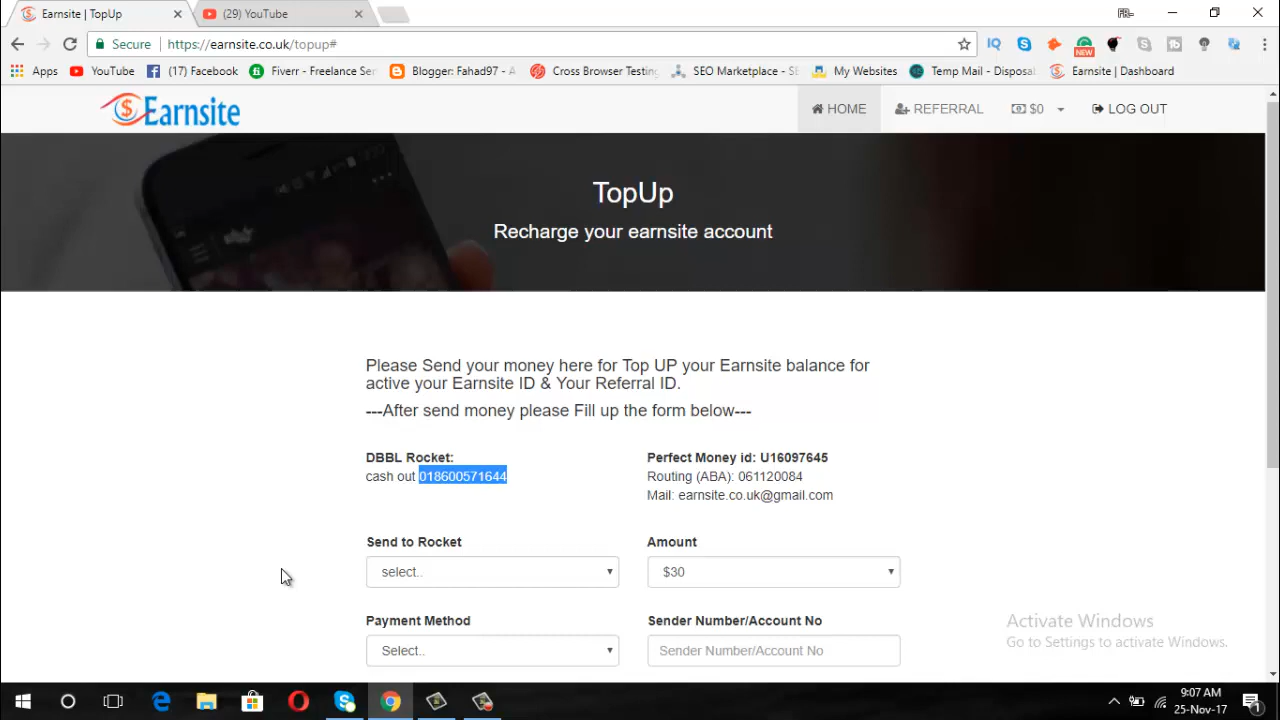 Earnsite | TopUp
(29) YouTube
Secure
https://earnsite.co.uk/topup#
NEW
Apps
YouTube
(17) Facebook
Fiverr - Freelance Ser
Blogger: Fahad97 - A
Cross Browser Testing
SEO Marketplace - SE
My Websites
Temp Mail - Disposal
Earnsite | Dashboard
Earnsite
HOME
REFERRAL
$0
LOG OUT
TopUp
Recharge your earnsite account
Please Send your money here for Top UP your Earnsite balance for
active your Earnsite ID & Your Referral ID.
---After send money please Fill up the form below---
DBBL Rocket:
cash out 018600571644
Perfect Money id: U16097645
Routing (ABA): 061120084
Mail: earnsite.co.uk@gmail.com
Send to Rocket
select..
Amount
$30
Payment Method
Select..
Sender Number/Account No
Sender Number/Account No
Activate Windows
Go to Settings to activate Windows.
9:07 AM
25-Nov-17
1